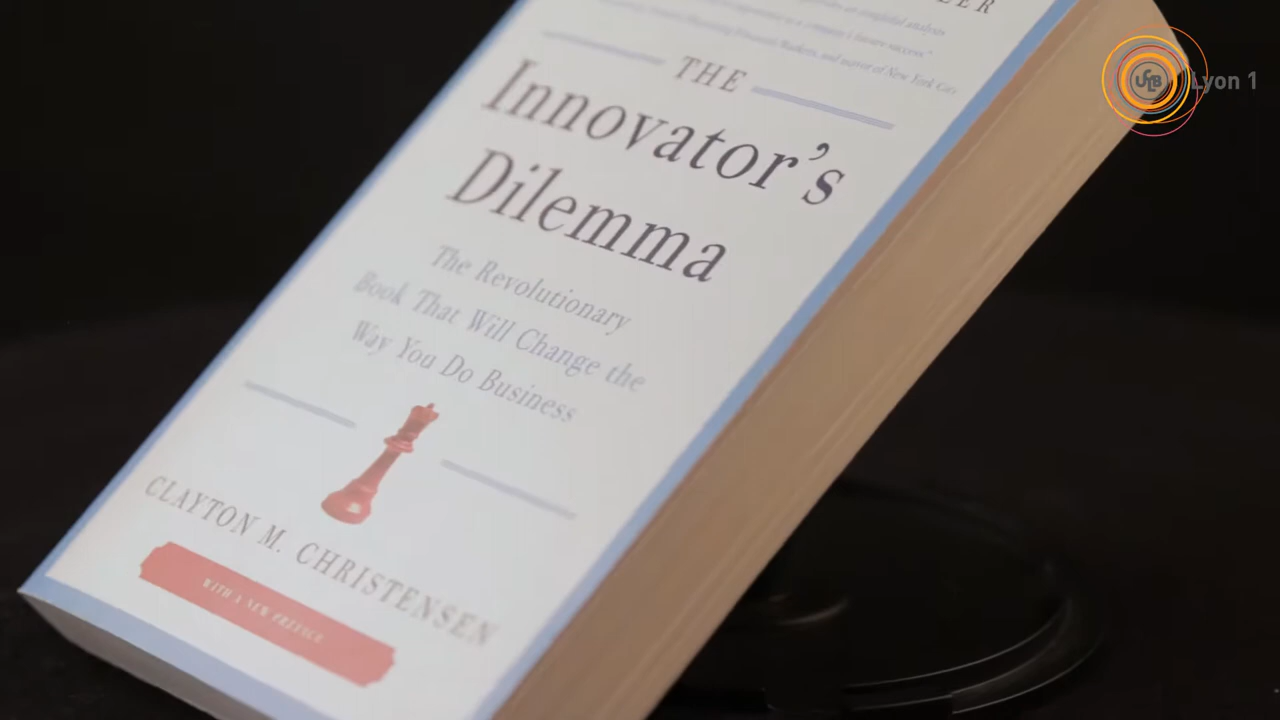 THE
Innovator's
Dilemma
The Revolutionary
Book That Will Change the
Way You Do Business
CLAYTON M. CHRISTENSEN
WITH A NEW PREFACE
UCLB Lyon 1